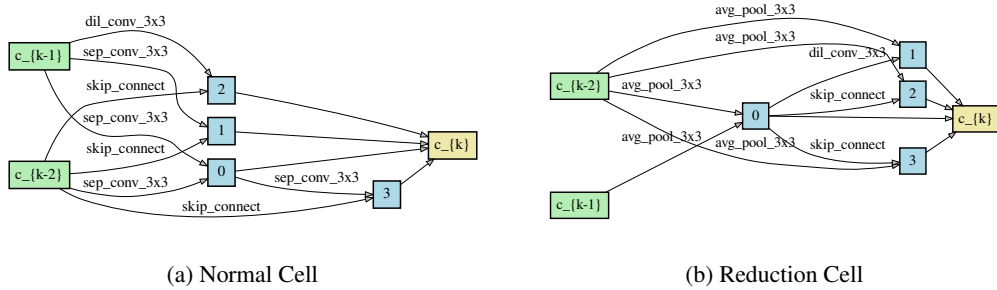 dil_conv_3x3
c_{k-1}
sep_conv_3x3
skip_connect
2
sep_conv_3x3
1
skip_connect
c_{k}
c_{k-2}
0
sep_conv_3x3
sep_conv_3x3
3
skip_connect
(a) Normal Cell
avg_pool_3x3
avg_pool_3x3
1
dil_conv_3x3
c_{k-2}
avg_pool_3x3
skip_connect
2
0
c_{k}
avg_pool_3x3
avg_pool_3x3
skip_connect
3
c_{k-1}
(b) Reduction Cell